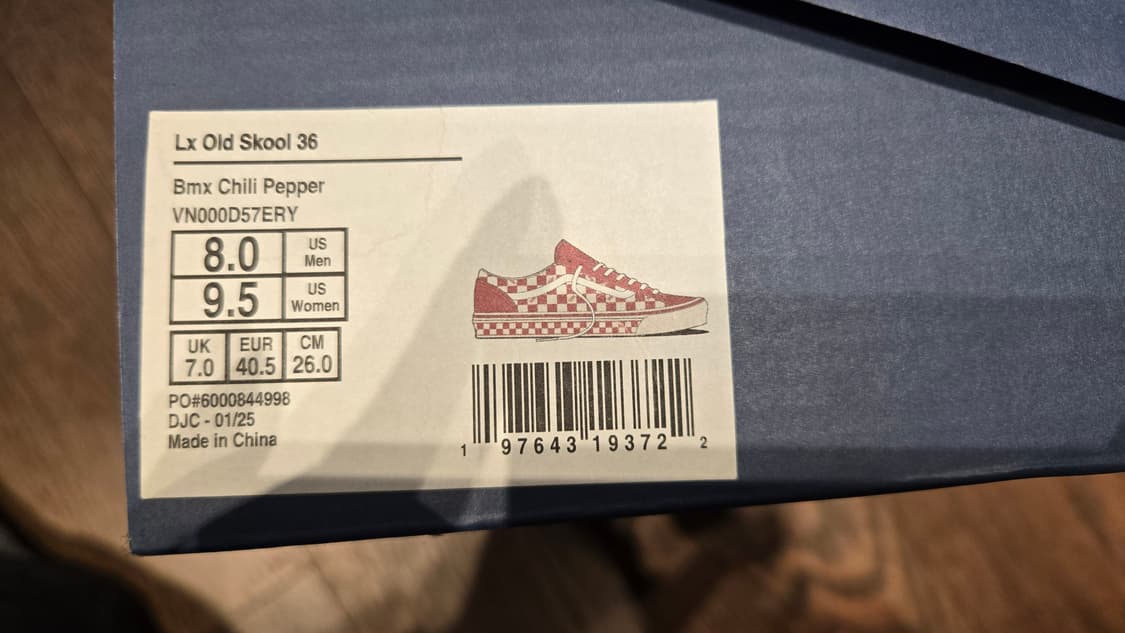 Lx Old Skool 36
Bmx Chili Pepper
VN000D57ERY
8.0 US Men
9.5 US Women
UK EUR CM
7.0 40.5 26.0
PO#6000844998
DJC - 01/25
Made in China
1 97643 19372 2